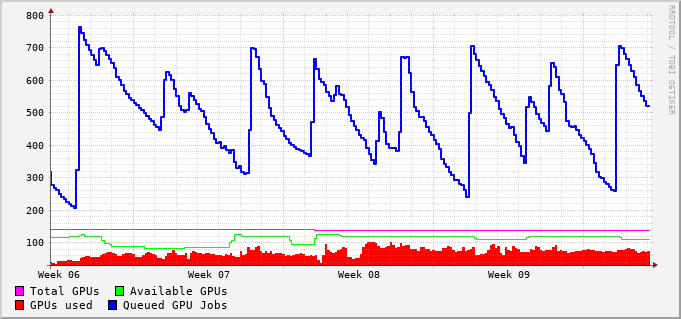 800
700
600
500
400
300
200
100
Week 06 Week 07 Week 08 Week 09
Total GPUs Available GPUs
GPUs used Queued GPU Jobs
RRDTOOL / TOBI OETIKER